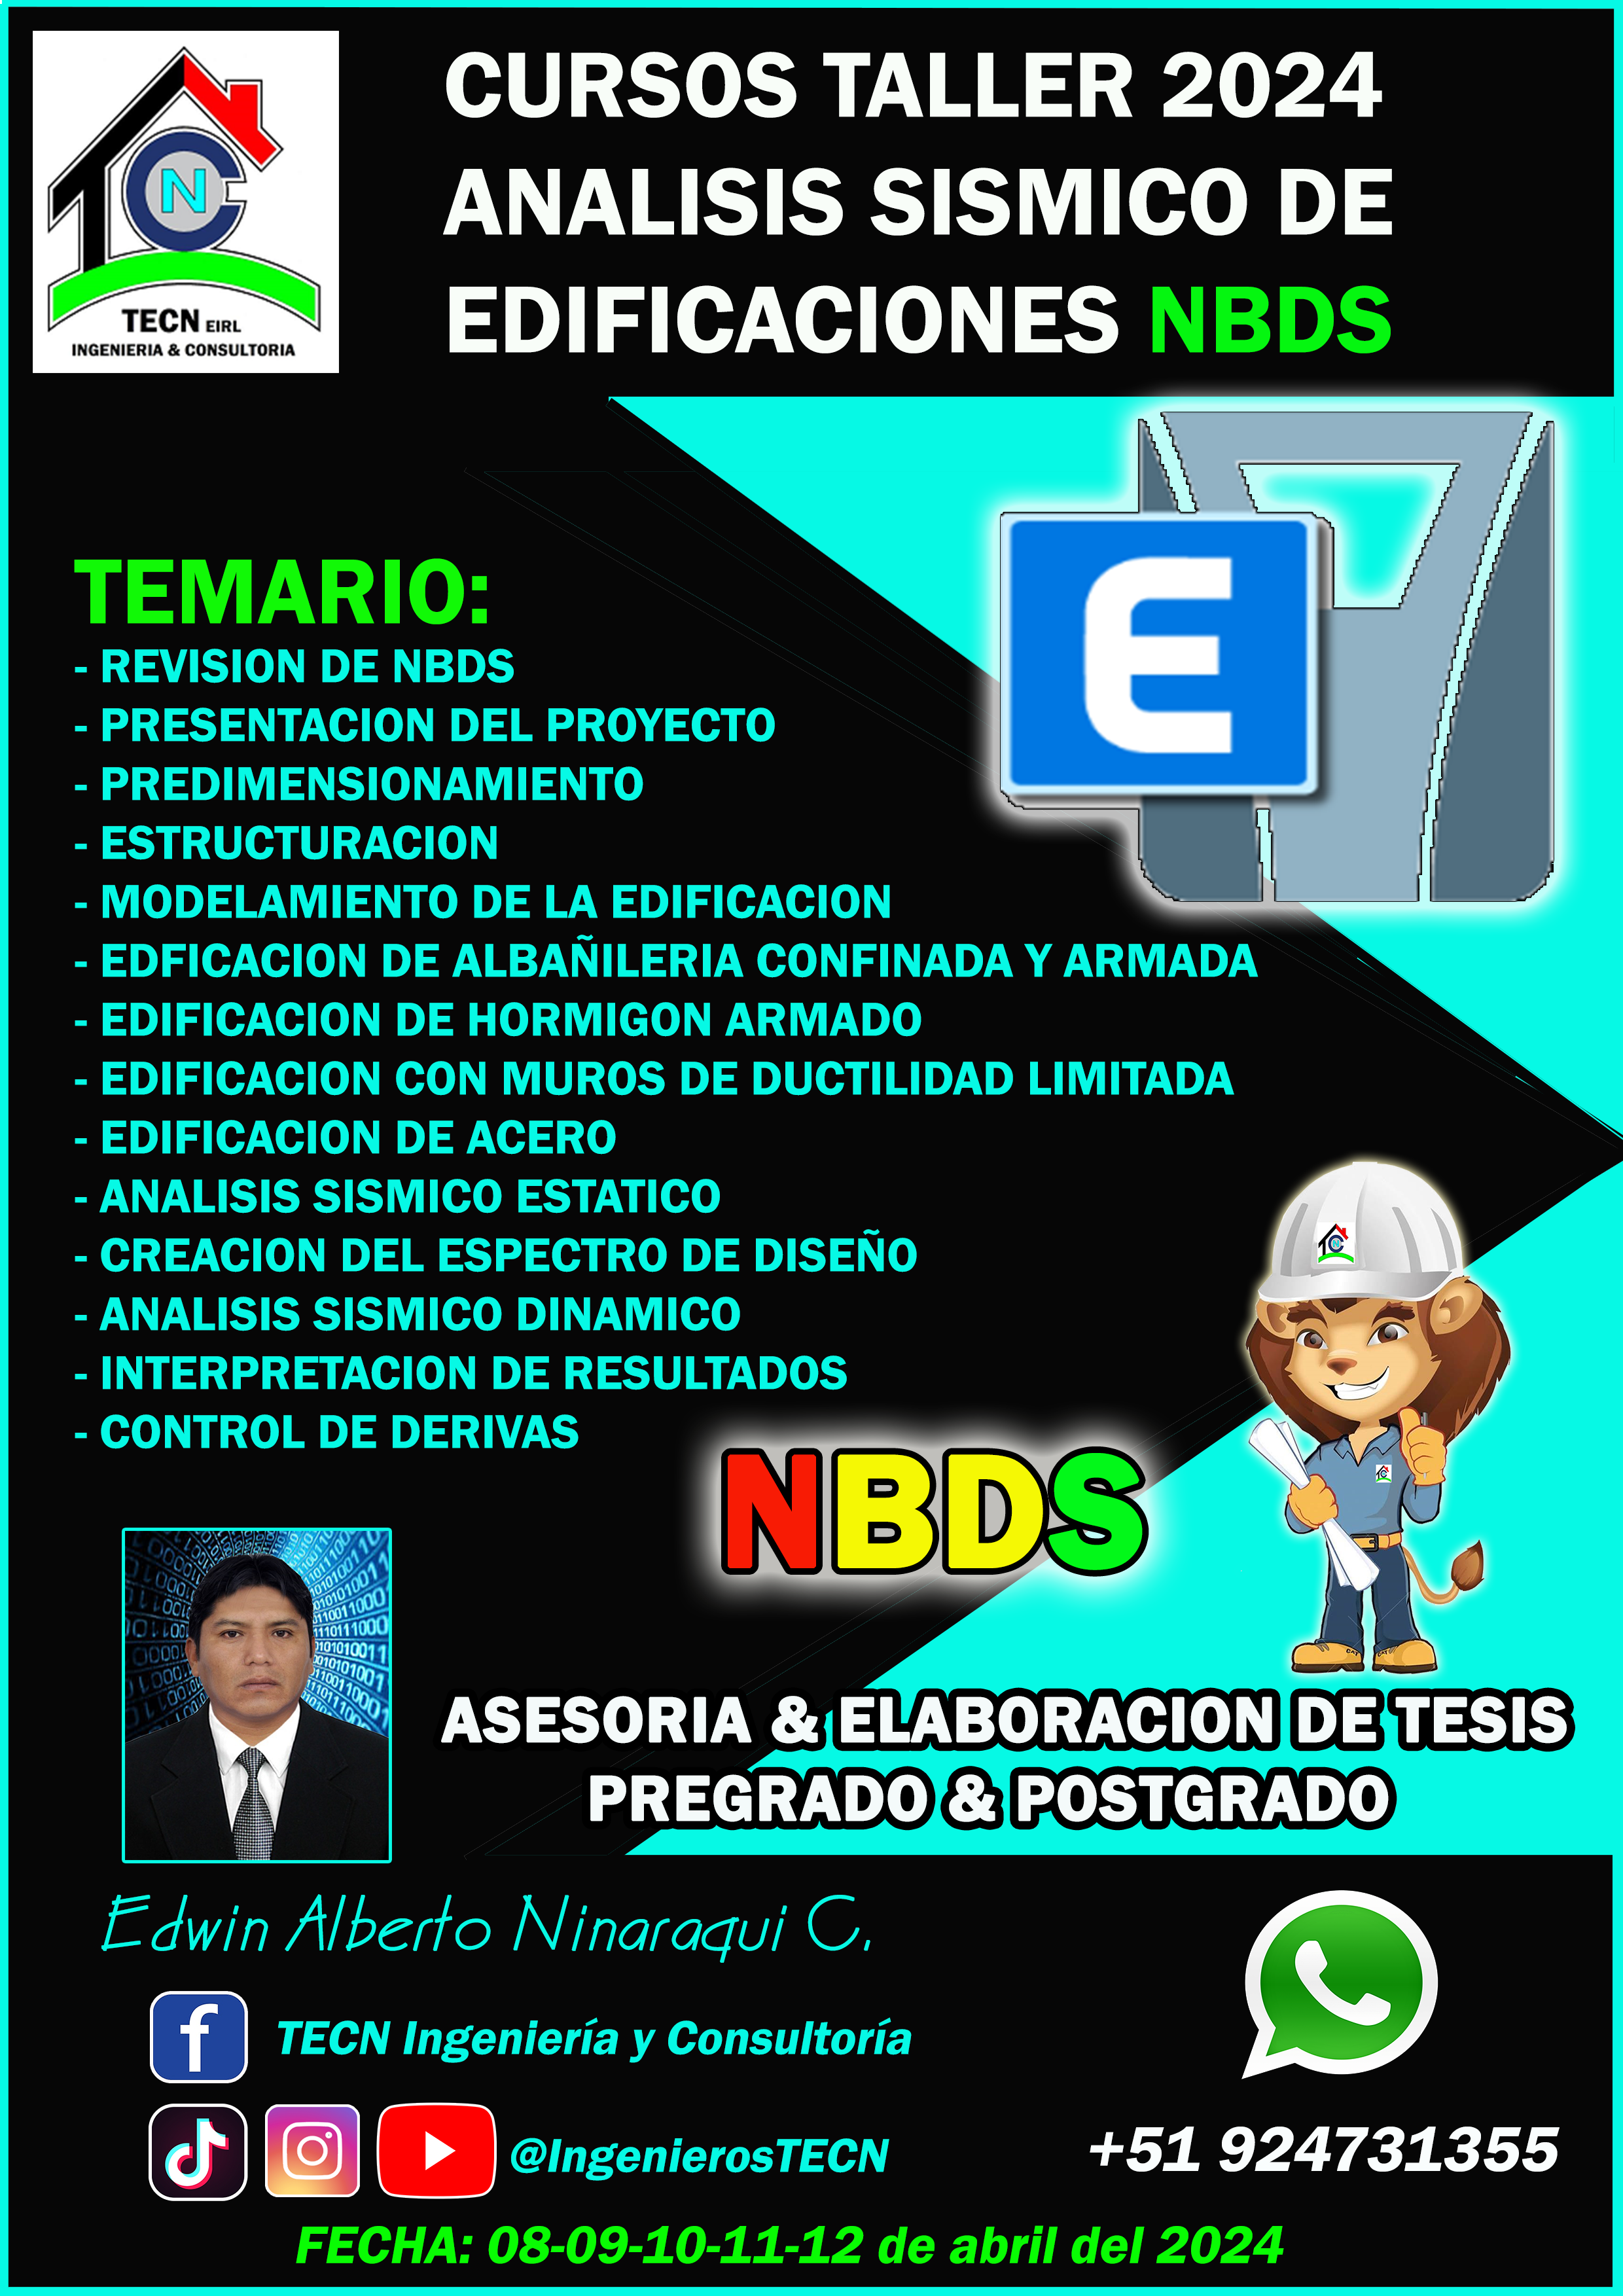 CURSOS TALLER 2024
ANALISIS SISMICO DE
EDIFICACIONES NBDS
TCN
TECN EIRL
INGENIERIA & CONSULTORIA
E
TEMARIO:
- REVISION DE NBDS
- PRESENTACION DEL PROYECTO
- PREDIMENSIONAMIENTO
- ESTRUCTURACION
- MODELAMIENTO DE LA EDIFICACION
- EDFICACION DE ALBAÑILERIA CONFINADA Y ARMADA
- EDIFICACION DE HORMIGON ARMADO
- EDIFICACION CON MUROS DE DUCTILIDAD LIMITADA
- EDIFICACION DE ACERO
- ANALISIS SISMICO ESTATICO
- CREACION DEL ESPECTRO DE DISEÑO
- ANALISIS SISMICO DINAMICO
- INTERPRETACION DE RESULTADOS
- CONTROL DE DERIVAS
NBDS
ASESORIA & ELABORACION DE TESIS
PREGRADO & POSTGRADO
Edwin Alberto Ninaraqui C.
TECN Ingeniería y Consultoría
@IngenierosTECN
+51 924731355
FECHA: 08-09-10-11-12 de abril del 2024